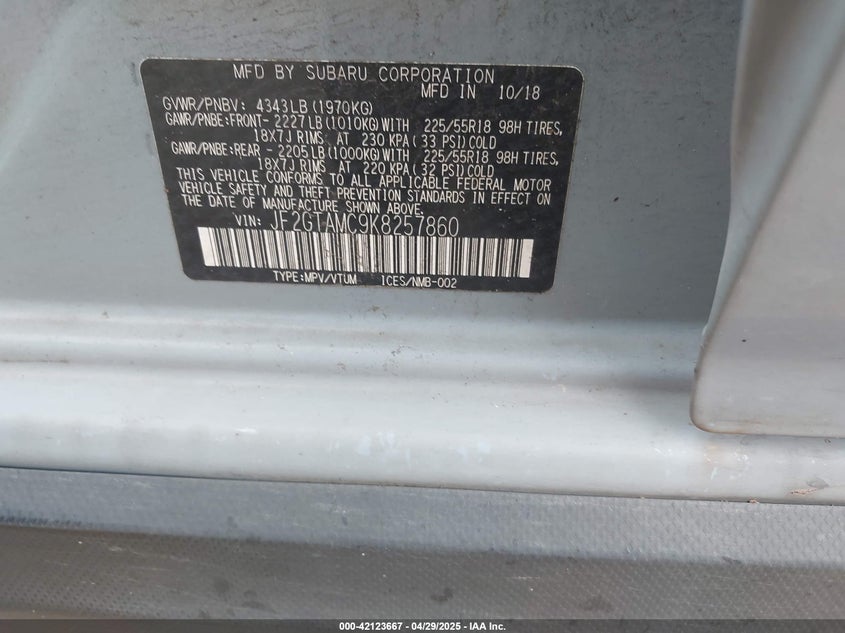 MFD BY SUBARU CORPORATION
MFD IN 10/18
GVWR/PNBV: 4343LB(1970KG)
GAWR/PNBE:FRONT- 2227LB(1010KG)WITH 225/55R18 98H TIRES,
18X7J RIMS AT 230 KPA(33 PSI)COLD
GAWR/PNBE:REAR - 2205LB(1000KG)WITH 225/55R18 98H TIRES,
18X7J RIMS AT 220 KPA(32 PSI)COLD
THIS VEHICLE CONFORMS TO ALL APPLICABLE FEDERAL MOTOR
VEHICLE SAFETY AND THEFT PREVENTION STANDARDS IN EFFECT ON
THE DATE OF MANUFACTURE SHOWN ABOVE.
VIN: JF2GTAMC9K8257860
TYPE:MPV/VTUM ICES/NMB-002
000-42123667 - 04/29/2025 - IAA Inc.